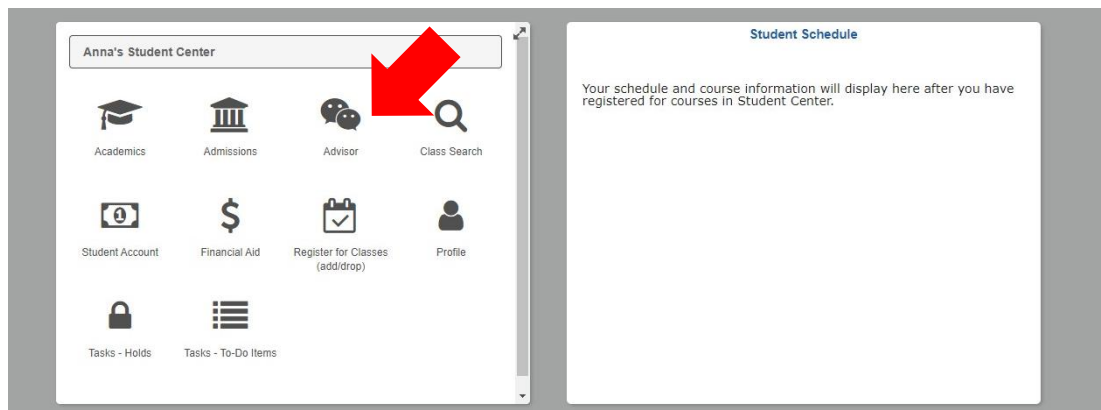 Anna's Student Center
Academics
Admissions
Advisor
Class Search
1
Student Account
$
Financial Aid
Register for Classes
(add/drop)
Profile
Tasks - Holds
Tasks - To-Do Items
Student Schedule
Your schedule and course information will display here after you have
registered for courses in Student Center.